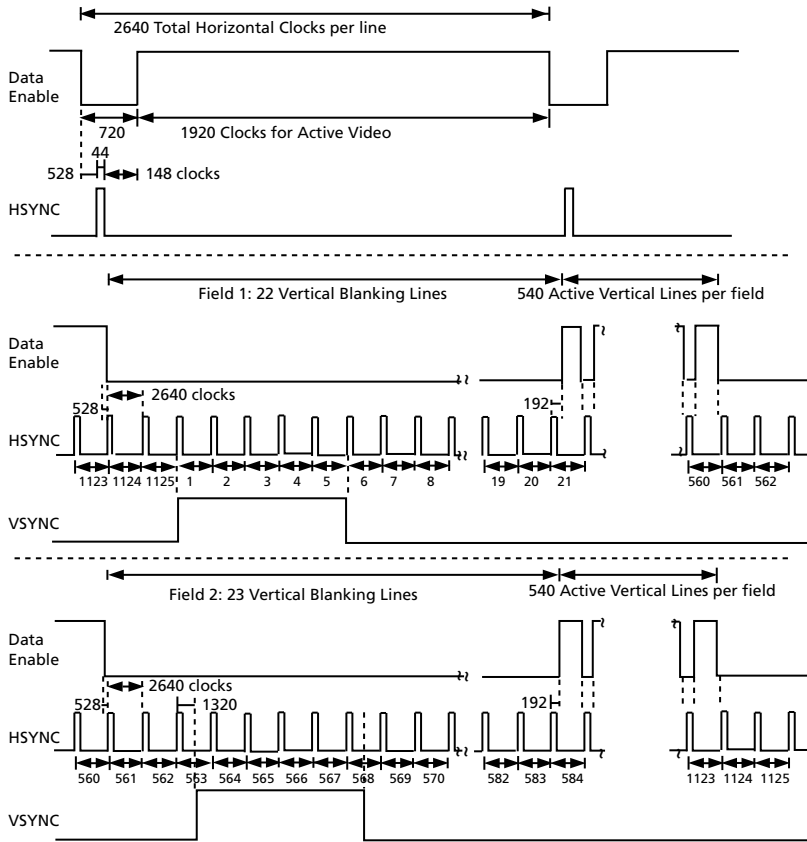 2640 Total Horizontal Clocks per line
Data
Enable
720
1920 Clocks for Active Video
44
528
148 clocks
HSYNC
Field 1: 22 Vertical Blanking Lines
540 Active Vertical Lines per field
Data
Enable
2640 clocks
528
192
HSYNC
1123 1124 1125 1 2 3 4 5 6 7 8 19 20 21 560 561 562
VSYNC
Field 2: 23 Vertical Blanking Lines
540 Active Vertical Lines per field
Data
Enable
2640 clocks
528
1320
192
HSYNC
560 561 562 563 564 565 566 567 568 569 570 582 583 584 1123 1124 1125
VSYNC